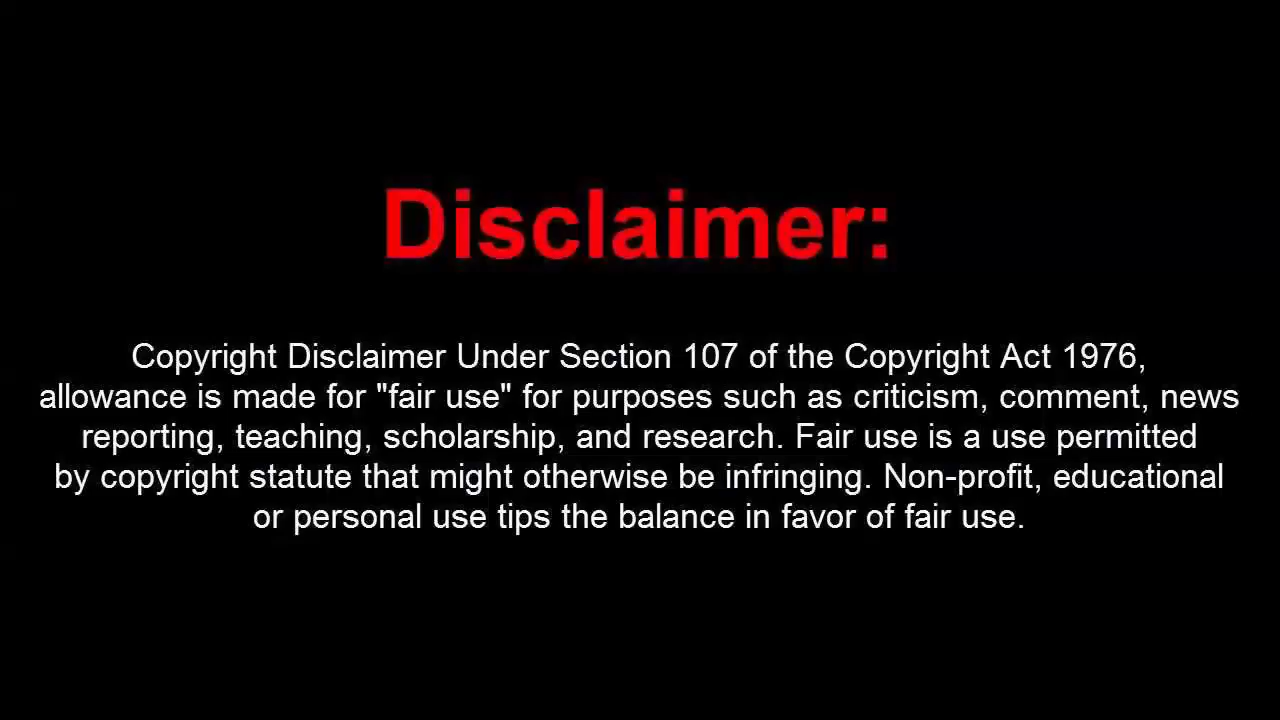 Disclaimer:
Copyright Disclaimer Under Section 107 of the Copyright Act 1976,
allowance is made for "fair use" for purposes such as criticism, comment, news
reporting, teaching, scholarship, and research. Fair use is a use permitted
by copyright statute that might otherwise be infringing. Non-profit, educational
or personal use tips the balance in favor of fair use.